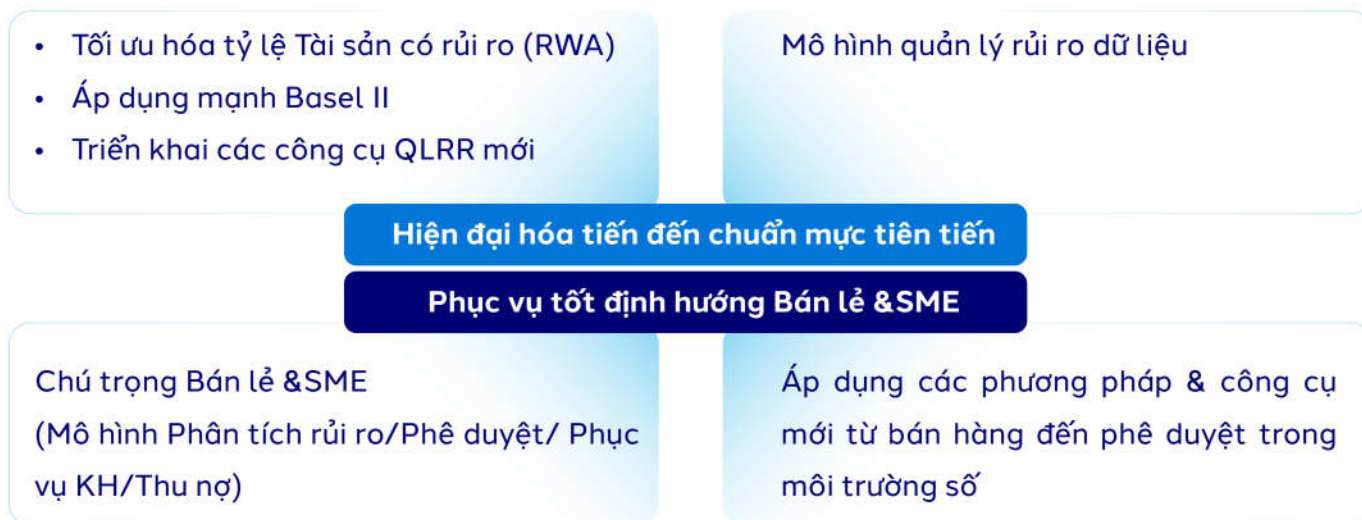 • Tối ưu hóa tỷ lệ Tài sản có rủi ro (RWA)
• Áp dụng mạnh Basel II
• Triển khai các công cụ QLRR mới
Mô hình quản lý rủi ro dữ liệu
Hiện đại hóa tiến đến chuẩn mực tiên tiến
Phục vụ tốt định hướng Bán lẻ &SME
Chú trọng Bán lẻ &SME
(Mô hình Phân tích rủi ro/Phê duyệt/ Phục
vụ KH/Thu nợ)
Áp dụng các phương pháp & công cụ
mới từ bán hàng đến phê duyệt trong
môi trường số